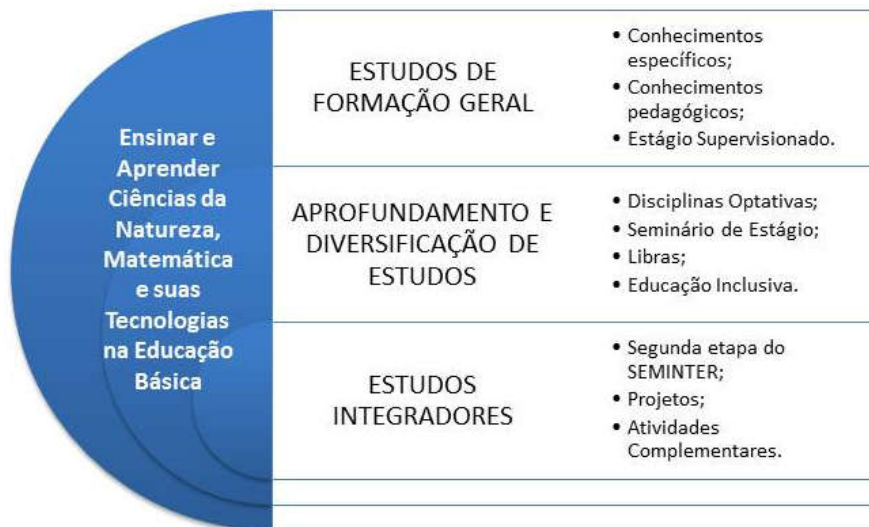 Ensinar e
Aprender
Ciências da
Natureza,
Matemática
e suas
Tecnologias
na Educação
Básica
ESTUDOS DE
FORMAÇÃO GERAL
• Conhecimentos
específicos;
• Conhecimentos
pedagógicos;
• Estágio Supervisionado.
APROFUNDAMENTO E
DIVERSIFICAÇÃO DE
ESTUDOS
• Disciplinas Optativas;
• Seminário de Estágio;
• Libras;
• Educação Inclusiva.
ESTUDOS
INTEGRADORES
• Segunda etapa do
SEMINTER;
• Projetos;
• Atividades
Complementares.